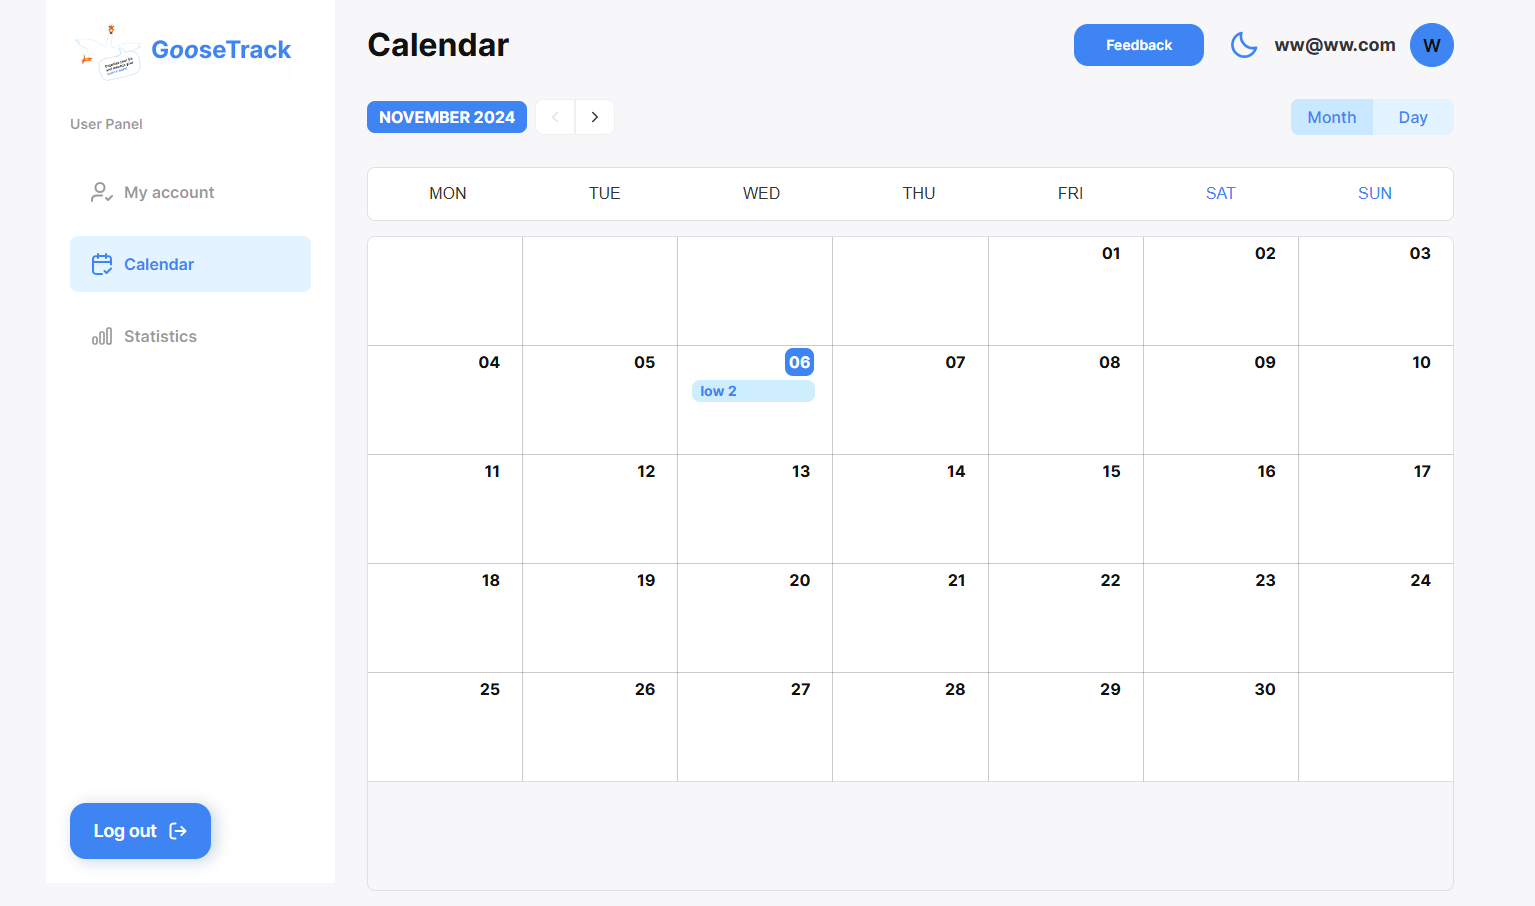 GooseTrack
User Panel
My account
Calendar
Statistics
Log out
Calendar
Feedback
ww@ww.com
W
NOVEMBER 2024
Month
Day
MON TUE WED THU FRI SAT SUN
01 02 03
04 05 06 07 08 09 10
low 2
11 12 13 14 15 16 17
18 19 20 21 22 23 24
25 26 27 28 29 30